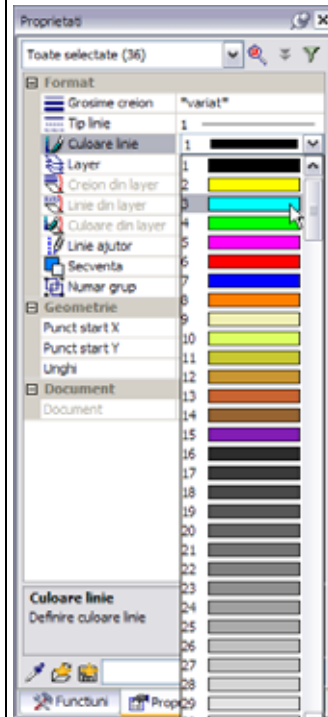 Proprietati
Toate selectate (36)
Format
Grosime creion *variat*
Tip linie 1
Culoare linie 1
Layer 1
Creion din layer 2
Linie din layer 3
Culoare din layer 4
Linie ajutor 5
Secventa 6
Numar grup 7
Geometrie 8
Punct start X 9
Punct start Y 10
Unghi 11
Document 12
Document 13
14
15
16
17
18
19
20
21
22
23
24
25
26
27
28
29
Culoare linie
Definire culoare linie
Functiuni Prop